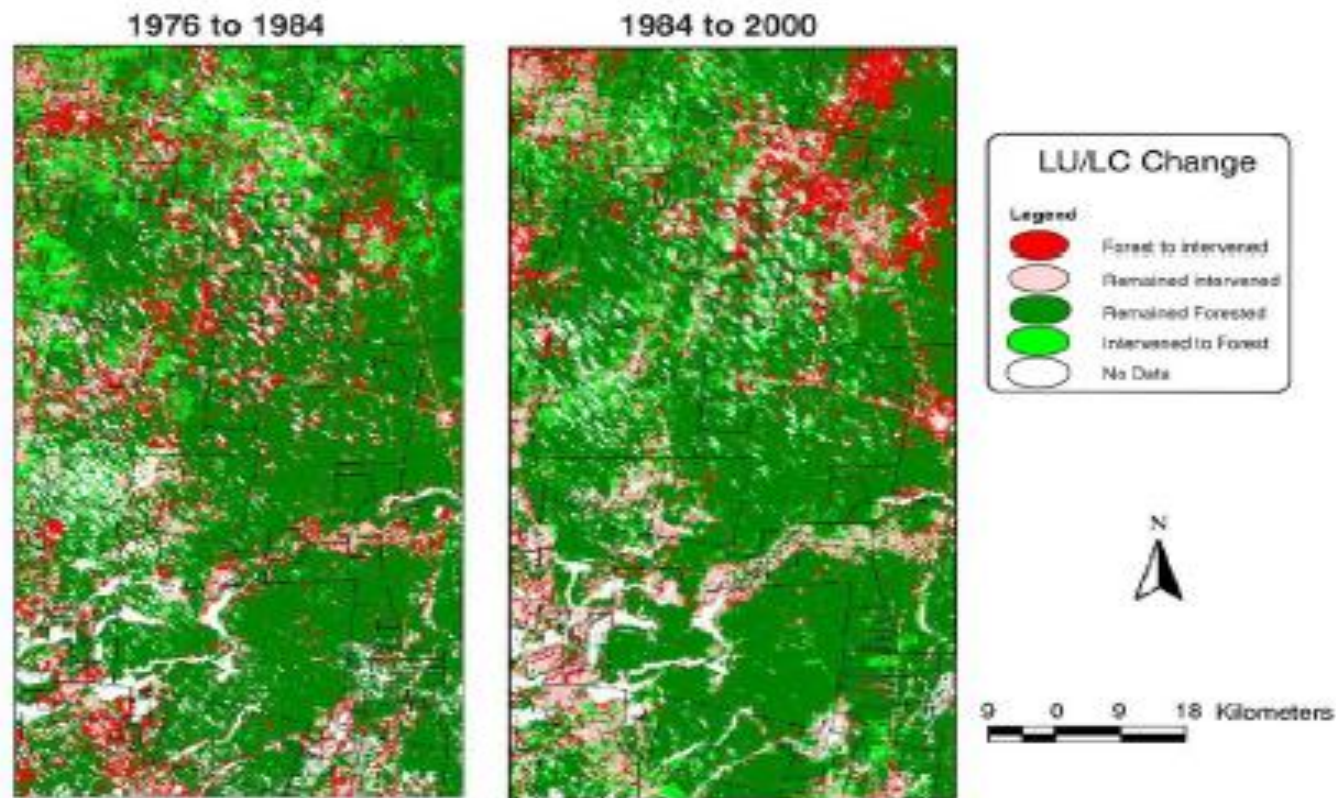 1976 to 1984
1984 to 2000
LU/LC Change
Legend
Forest to intervened
Remained intervened
Remained Forested
Intervened to Forest
No Data
N
9 0 9 18 Kilometers